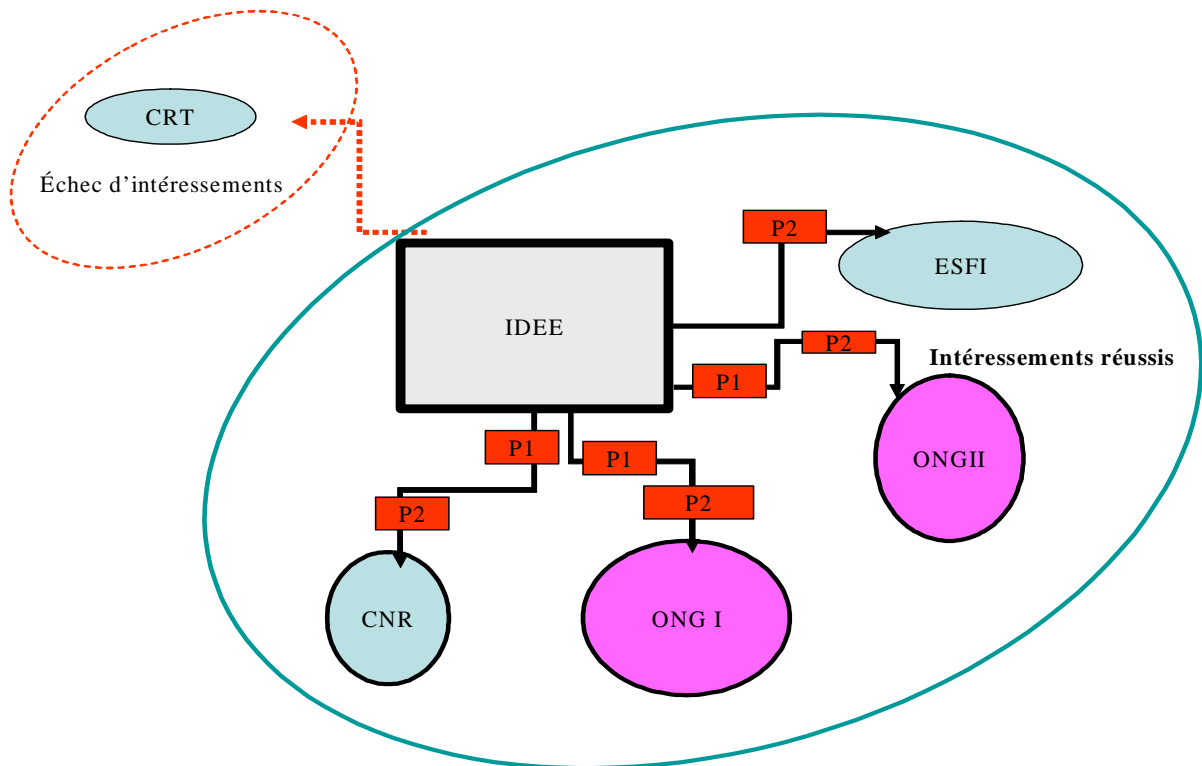 CRT
Échec d'intéressements
P2
ESFI
IDEE
P2
Intéressements réussis
P1
P1
P1
ONGII
P2
P2
CNR
ONG I